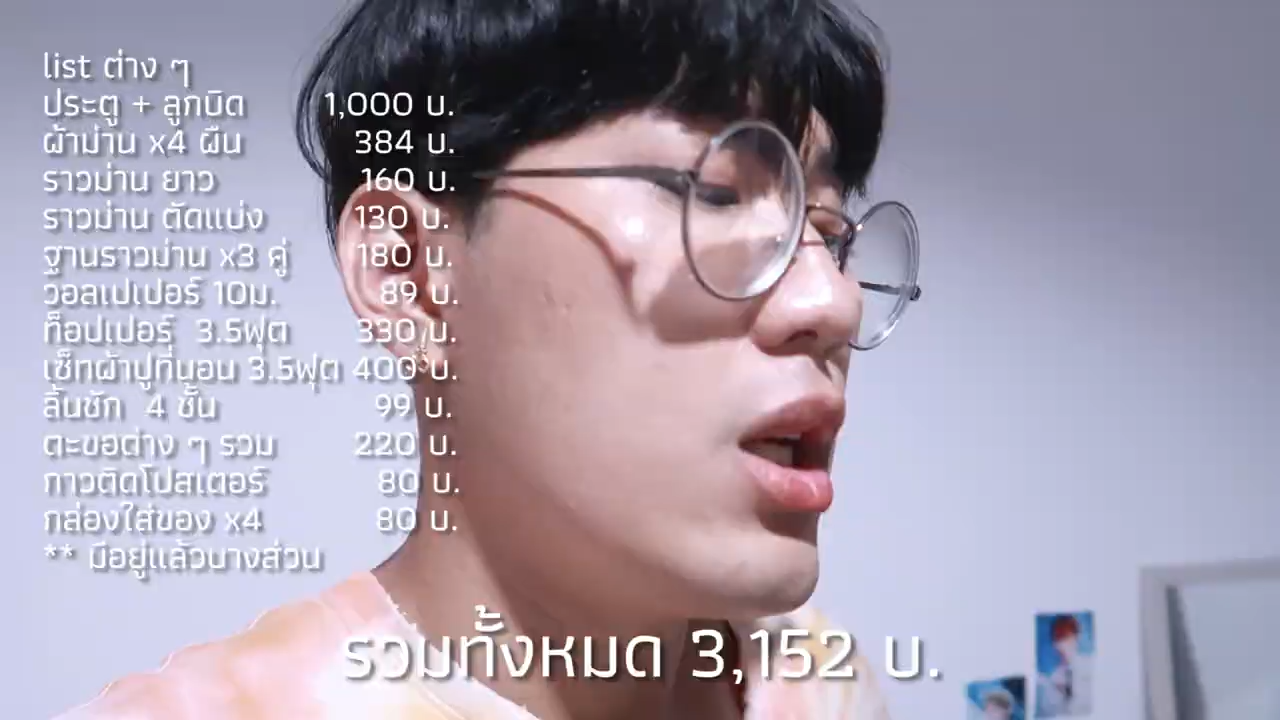 list ต่าง ๆ
ประตู + ลูกบิด 1,000 บ.
ผ้าม่าน x4 ผืน 384 บ.
ราวม่าน ยาว 160 บ.
ราวม่าน ตัดแบ่ง 130 บ.
ฐานราวม่าน x3 คู่ 180 บ.
วอลเปเปอร์ 10ม. 89 บ.
ท็อปเปอร์ 3.5ฟุต 330 บ.
เซ็ทผ้าปูที่นอน 3.5ฟุต 400 บ.
ลิ้นชัก 4 ชั้น 99 บ.
ตะขอต่าง ๆ รวม 220 บ.
กาวติดโปสเตอร์ 80 บ.
กล่องใส่ของ x4 80 บ.
** มีอยู่แล้วบางส่วน
รวมทั้งหมด 3,152 บ.